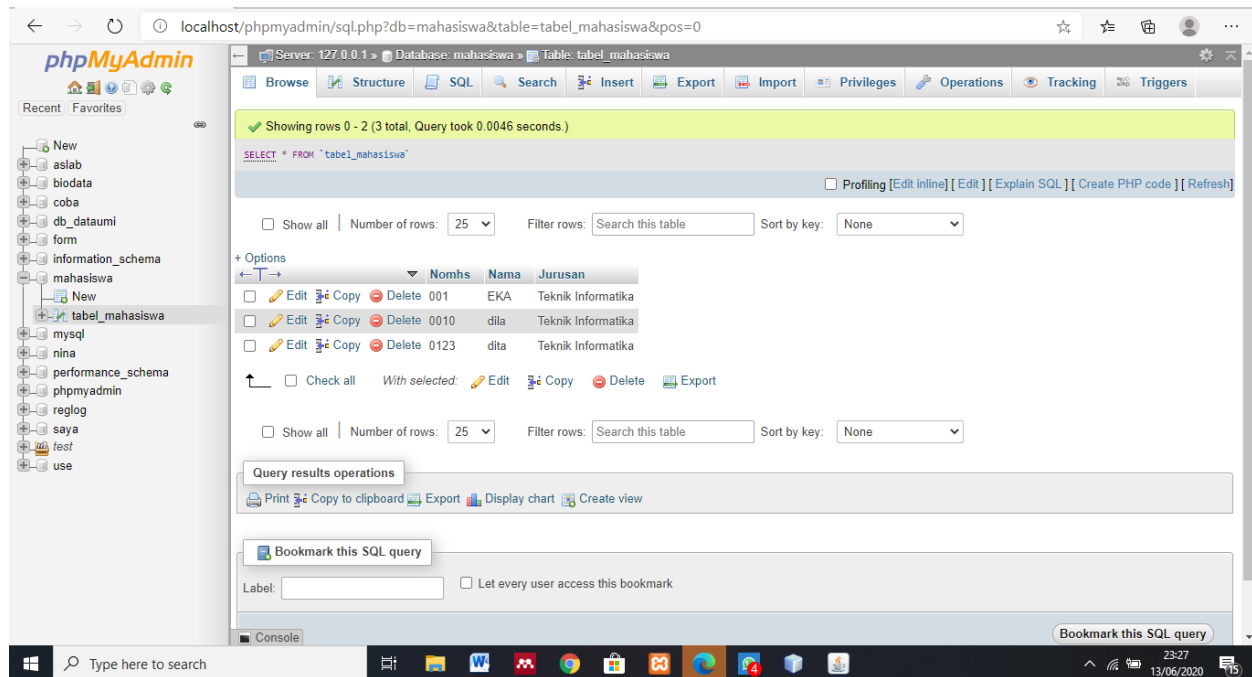 localhost/phpmyadmin/sql.php?db=mahasiswa&table=tabel_mahasiswa&pos=0
phpMyAdmin
Recent Favorites
New
aslab
biodata
coba
db_dataumi
form
information_schema
mahasiswa
New
tabel_mahasiswa
mysql
nina
performance_schema
phpmyadmin
reglog
saya
test
use
Server: 127.0.0.1 » Database: mahasiswa » Table: tabel_mahasiswa
Browse Structure SQL Search Insert Export Import Privileges Operations Tracking Triggers
Showing rows 0 - 2 (3 total, Query took 0.0046 seconds.)
SELECT * FROM `tabel_mahasiswa`
Profiling [Edit inline] [ Edit ] [ Explain SQL ] [ Create PHP code ] [ Refresh]
Show all | Number of rows: 25 Filter rows: Search this table Sort by key: None
+ Options
←T→ ▼ Nomhs Nama Jurusan
Edit Copy Delete 001 EKA Teknik Informatika
Edit Copy Delete 0010 dila Teknik Informatika
Edit Copy Delete 0123 dita Teknik Informatika
Check all With selected: Edit Copy Delete Export
Show all | Number of rows: 25 Filter rows: Search this table Sort by key: None
Query results operations
Print Copy to clipboard Export Display chart Create view
Bookmark this SQL query
Label: Let every user access this bookmark
Console
Bookmark this SQL query
Type here to search
W
4
23:27
13/06/2020
15